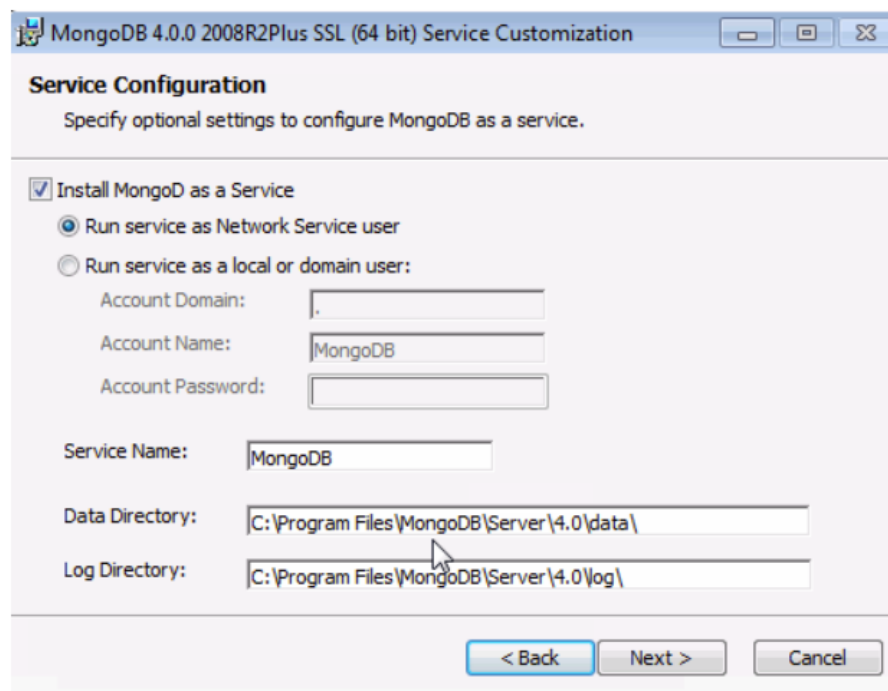 MongoDB 4.0.0 2008R2Plus SSL (64 bit) Service Customization
Service Configuration
Specify optional settings to configure MongoDB as a service.
Install MongoD as a Service
Run service as Network Service user
Run service as a local or domain user:
Account Domain: .
Account Name: MongoDB
Account Password:
Service Name: MongoDB
Data Directory: C:\Program Files\MongoDB\Server\4.0\data\
Log Directory: C:\Program Files\MongoDB\Server\4.0\log\
< Back Next > Cancel